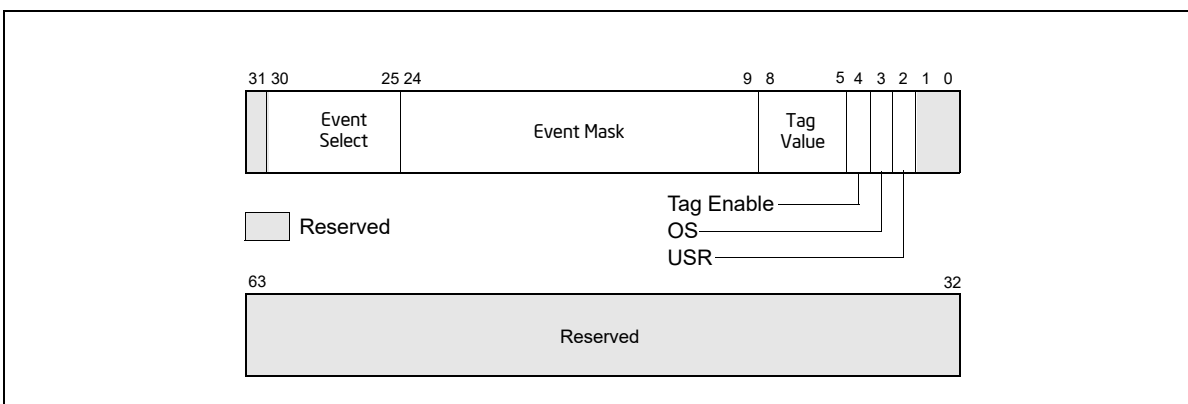 31 30 25 24 9 8 5 4 3 2 1 0
Event
Select
Event Mask
Tag
Value
Tag Enable
OS
USR
Reserved
63 32
Reserved